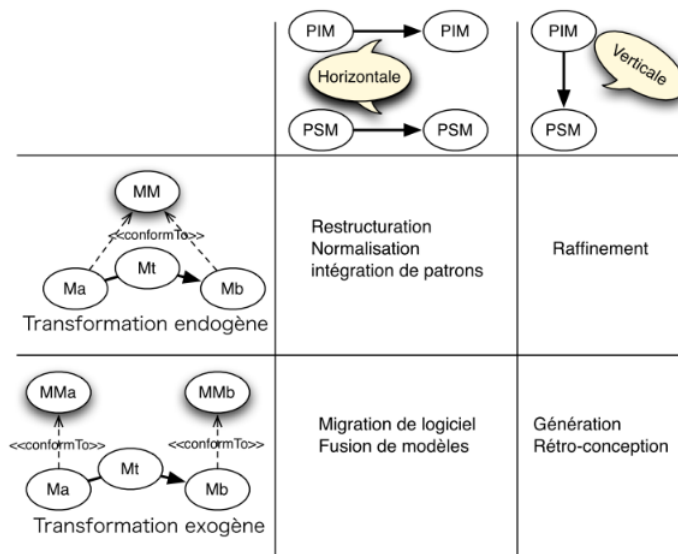 PIM PIM PIM
Horizontale Verticale
PSM PSM PSM
MM
<<conformTo>>
Mt
Ma Mb
Transformation endogène
Restructuration
Normalisation
intégration de patrons
Raffinement
MMa MMb
<<conformTo>> <<conformTo>>
Mt
Ma Mb
Transformation exogène
Migration de logiciel
Fusion de modèles
Génération
Rétro-conception